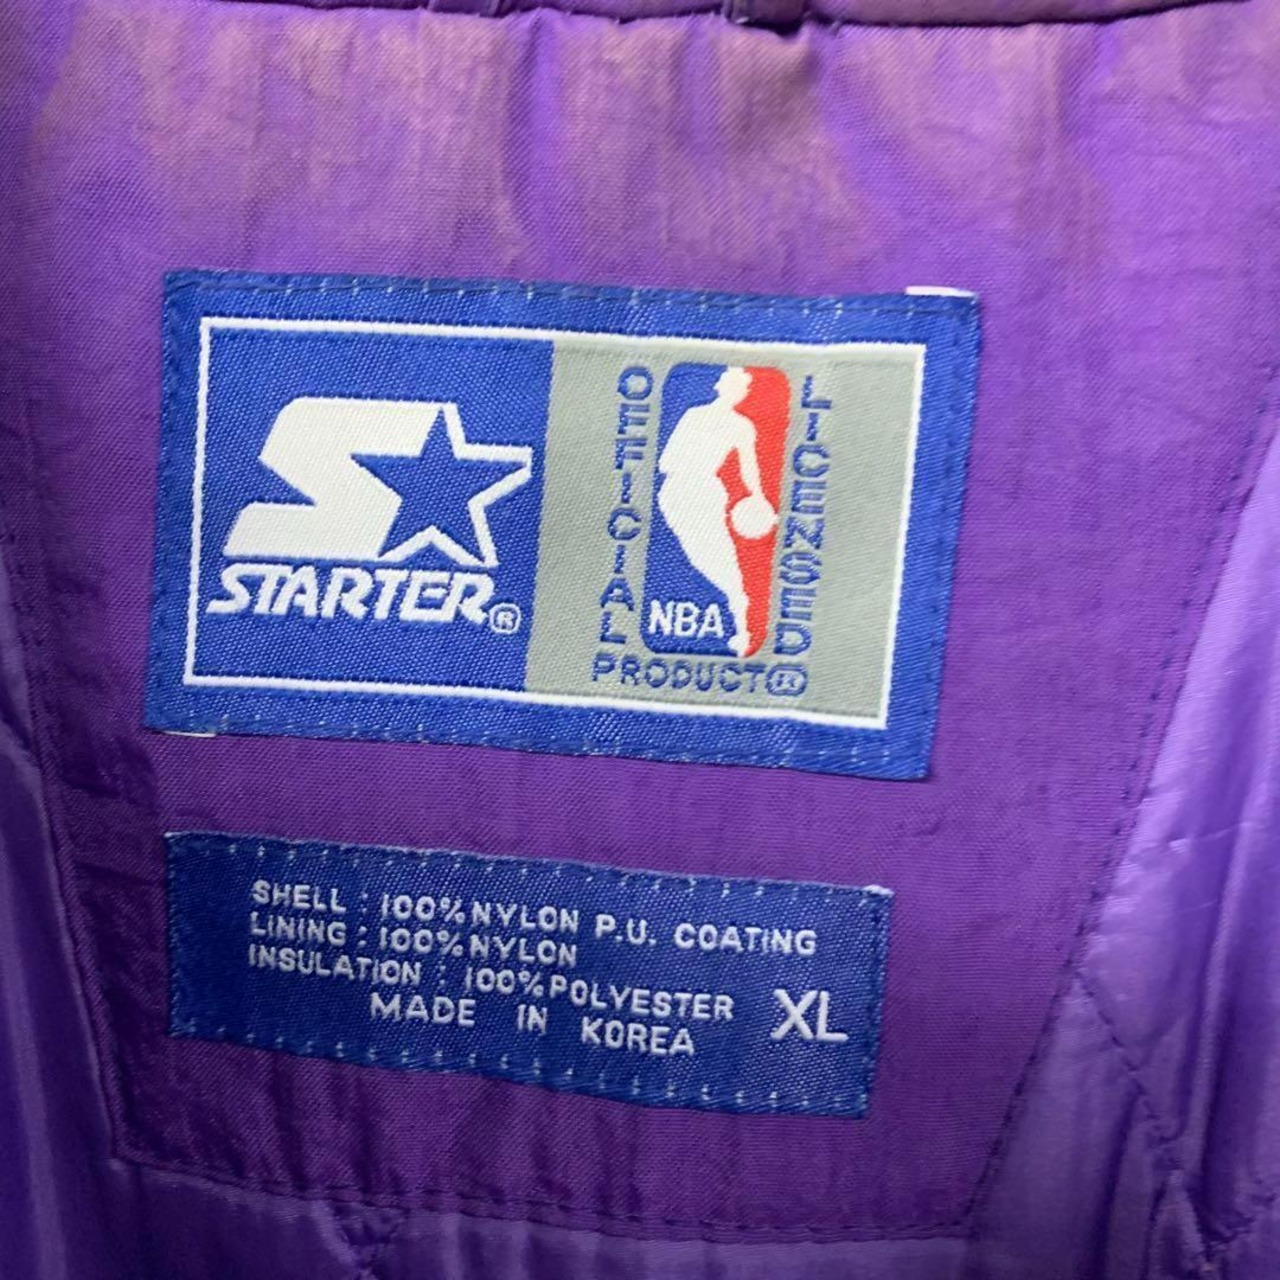 STARTER®
OFFICIAL
LICENSED
NBA
PRODUCT®
SHELL : 100% NYLON P.U. COATING
LINING : 100% NYLON
INSULATION : 100% POLYESTER
MADE IN KOREA
XL